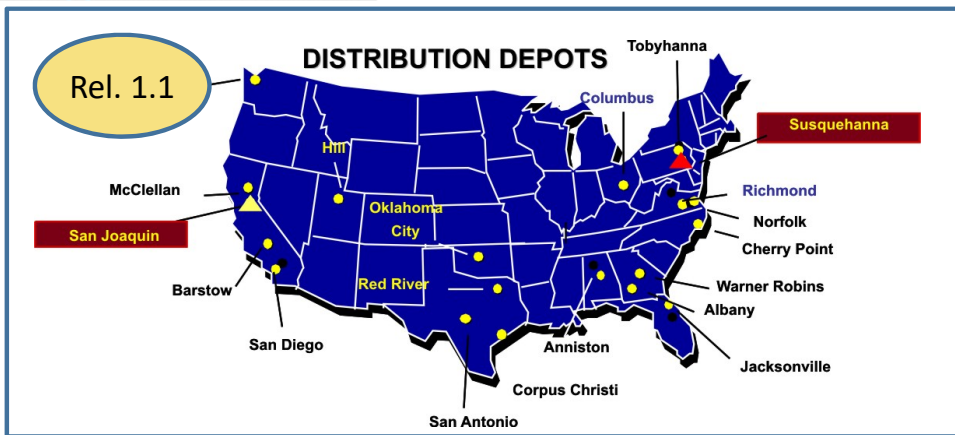 Rel. 1.1
DISTRIBUTION DEPOTS
Tobyhanna
Columbus
Susquehanna
Hill
McClellan
Richmond
Oklahoma
City
Norfolk
San Joaquin
Cherry Point
Red River
Barstow
Warner Robins
Albany
San Diego
Anniston
Jacksonville
Corpus Christi
San Antonio